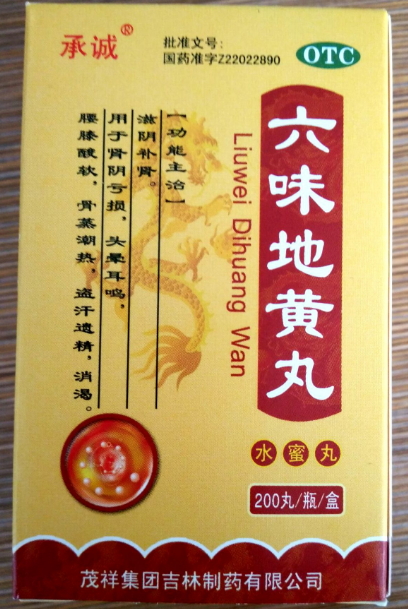 承诚®
批准文号:
国药准字Z22022890
OTC
六味地黄丸
Liuwei Dihuang Wan
【功能主治】
滋阴补肾。
用于肾阴亏损，头晕耳鸣，
腰膝酸软，骨蒸潮热，盗汗遗精，消渴。
水蜜丸
200丸/瓶/盒
茂祥集团吉林制药有限公司